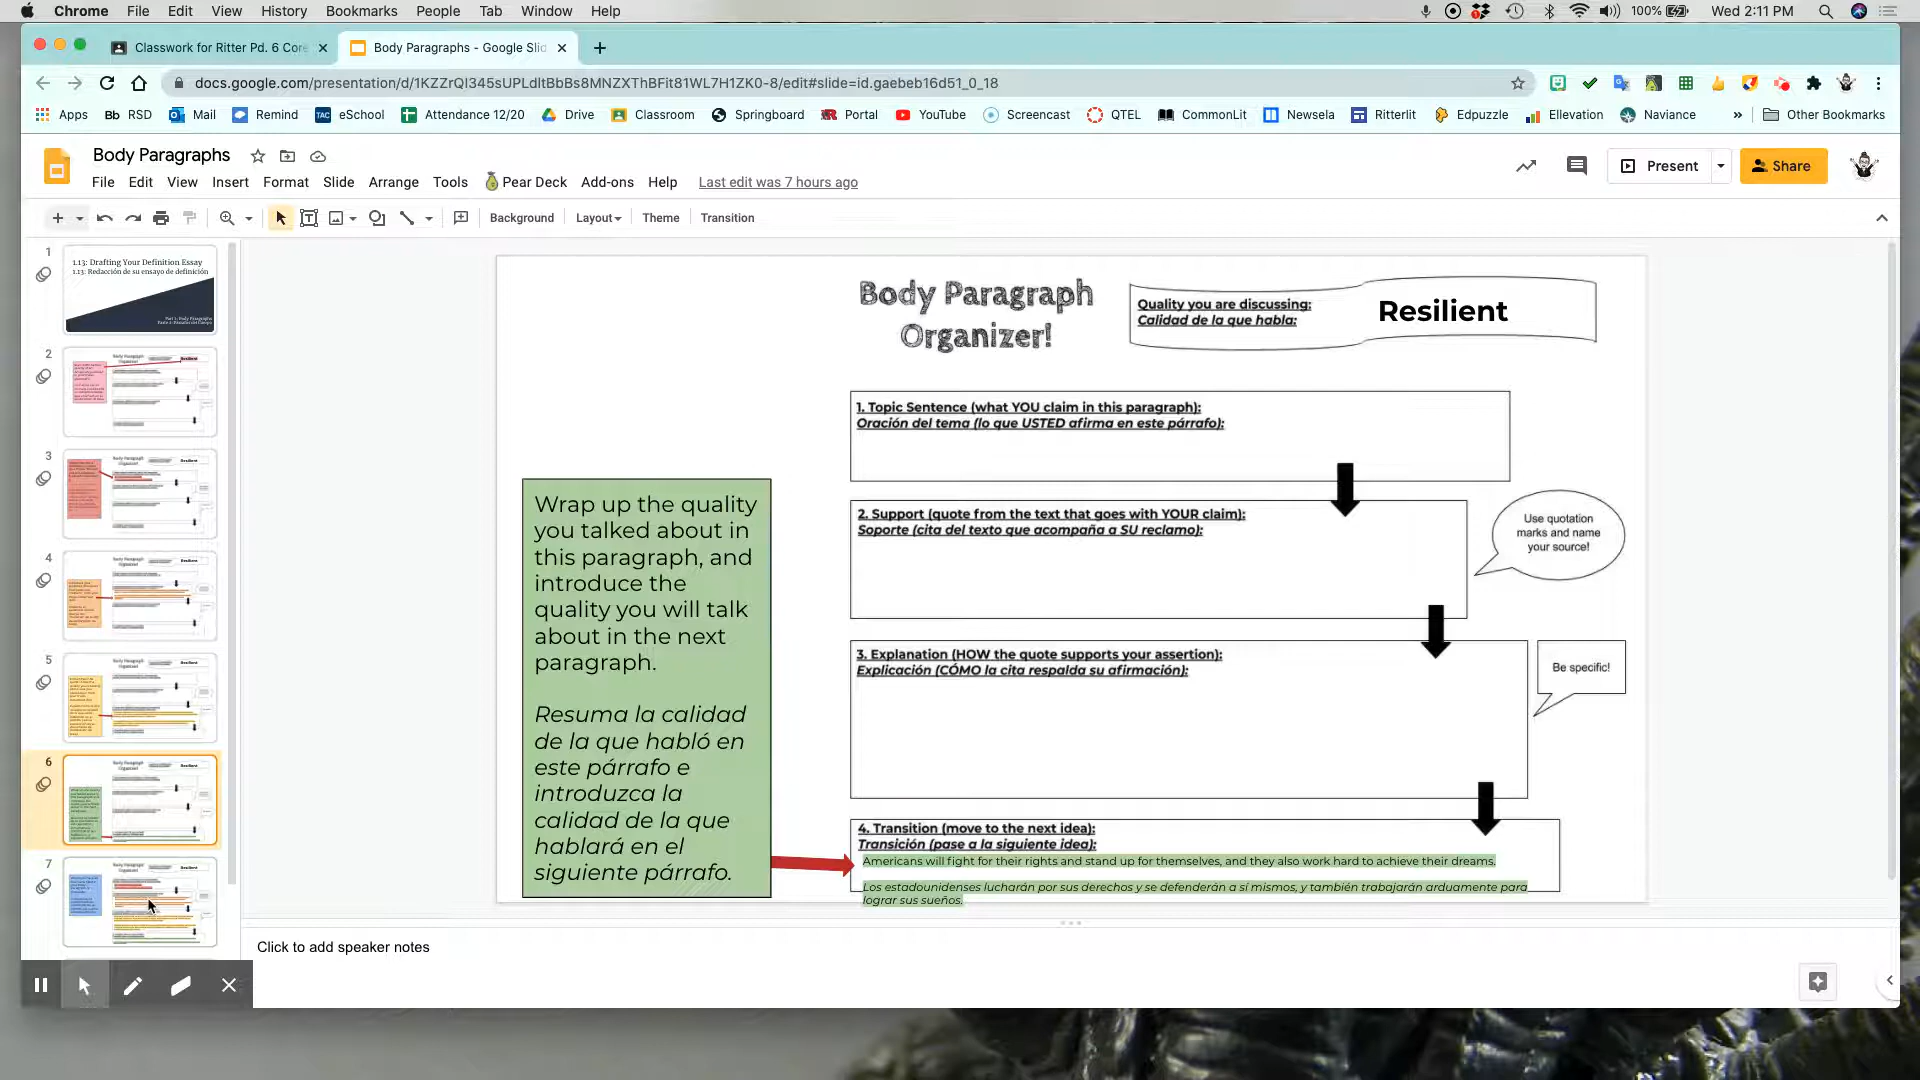 Chrome File Edit View History Bookmarks People Tab Window Help 100% Wed 2:11 PM
Classwork for Ritter Pd. 6 Core Body Paragraphs - Google Slid
docs.google.com/presentation/d/1KZZrQI345sUPLdltBbBs8MNZXThBFit81WL7H1ZK0-8/edit#slide=id.gaebeb16d51_0_18
Apps Bb RSD Mail Remind TAC eSchool Attendance 12/20 Drive Classroom Springboard Portal YouTube Screencast QTEL CommonLit Newsela Ritterlit Edpuzzle Ellevation Naviance » Other Bookmarks
Body Paragraphs
Present Share
File Edit View Insert Format Slide Arrange Tools Pear Deck Add-ons Help Last edit was 7 hours ago
Background Layout Theme Transition
1
1.13: Drafting Your Definition Essay
1.13: Redacción de su ensayo de definición
2
3
4
5
6
7
Body Paragraph
Organizer!
Quality you are discussing:
Calidad de la que habla:
Resilient
1. Topic Sentence (what YOU claim in this paragraph):
Oración del tema (lo que USTED afirma en este párrafo):
2. Support (quote from the text that goes with YOUR claim):
Soporte (cita del texto que acompaña a SU reclamo):
Use quotation
marks and name
your source!
3. Explanation (HOW the quote supports your assertion):
Explicación (CÓMO la cita respalda su afirmación):
Be specific!
4. Transition (move to the next idea):
Transición (pase a la siguiente idea):
Americans will fight for their rights and stand up for themselves, and they also work hard to achieve their dreams.
Los estadounidenses lucharán por sus derechos y se defenderán a sí mismos, y también trabajarán arduamente para
lograr sus sueños.
Wrap up the quality
you talked about in
this paragraph, and
introduce the
quality you will talk
about in the next
paragraph.
Resuma la calidad
de la que habló en
este párrafo e
introduzca la
calidad de la que
hablará en el
siguiente párrafo.
Click to add speaker notes